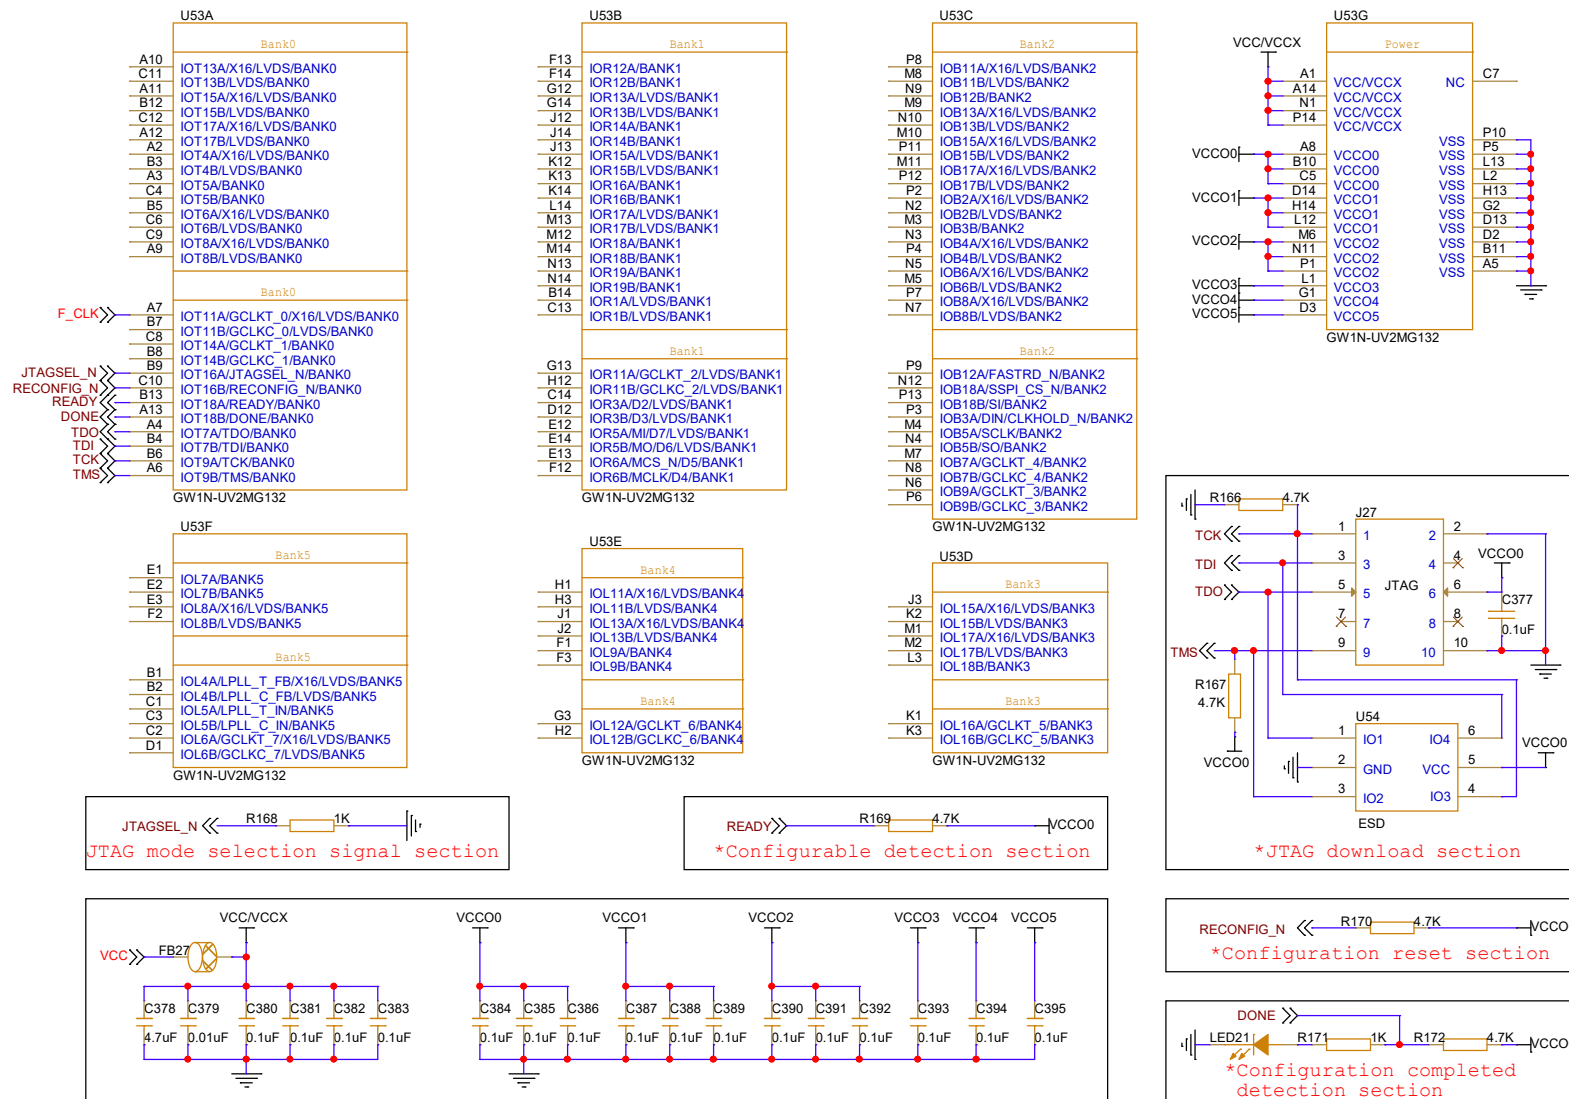 U53A
Bank0
A10 IOT13A/X16/LVDS/BANK0
C11 IOT13B/LVDS/BANK0
A11 IOT15A/X16/LVDS/BANK0
B12 IOT15B/LVDS/BANK0
C12 IOT17A/X16/LVDS/BANK0
A12 IOT17B/LVDS/BANK0
A2 IOT4A/X16/LVDS/BANK0
B3 IOT4B/LVDS/BANK0
A3 IOT5A/BANK0
C4 IOT5B/BANK0
B5 IOT6A/X16/LVDS/BANK0
C6 IOT6B/LVDS/BANK0
C9 IOT8A/X16/LVDS/BANK0
A9 IOT8B/LVDS/BANK0
Bank0
F_CLK A7 IOT11A/GCLKT_0/X16/LVDS/BANK0
B7 IOT11B/GCLKC_0/LVDS/BANK0
C8 IOT14A/GCLKT_1/BANK0
B8 IOT14B/GCLKC_1/BANK0
JTAGSEL_N B9 IOT16A/JTAGSEL_N/BANK0
RECONFIG_N C10 IOT16B/RECONFIG_N/BANK0
READY B13 IOT18A/READY/BANK0
DONE A13 IOT18B/DONE/BANK0
TDO A4 IOT7A/TDO/BANK0
TDI B4 IOT7B/TDI/BANK0
TCK B6 IOT9A/TCK/BANK0
TMS A6 IOT9B/TMS/BANK0
GW1N-UV2MG132
U53B
Bank1
F13 IOR12A/BANK1
F14 IOR12B/BANK1
G12 IOR13A/LVDS/BANK1
G14 IOR13B/LVDS/BANK1
J12 IOR14A/BANK1
J14 IOR14B/BANK1
J13 IOR15A/LVDS/BANK1
K12 IOR15B/LVDS/BANK1
K13 IOR16A/BANK1
K14 IOR16B/BANK1
L14 IOR17A/LVDS/BANK1
M13 IOR17B/LVDS/BANK1
M12 IOR18A/BANK1
M14 IOR18B/BANK1
N13 IOR19A/BANK1
N14 IOR19B/BANK1
B14 IOR1A/LVDS/BANK1
C13 IOR1B/LVDS/BANK1
Bank1
G13 IOR11A/GCLKT_2/LVDS/BANK1
H12 IOR11B/GCLKC_2/LVDS/BANK1
C14 IOR3A/D2/LVDS/BANK1
D12 IOR3B/D3/LVDS/BANK1
E12 IOR5A/MI/D7/LVDS/BANK1
E14 IOR5B/MO/D6/LVDS/BANK1
E13 IOR6A/MCS_N/D5/BANK1
F12 IOR6B/MCLK/D4/BANK1
GW1N-UV2MG132
U53C
Bank2
P8 IOB11A/X16/LVDS/BANK2
M8 IOB11B/LVDS/BANK2
N9 IOB12B/BANK2
M9 IOB13A/X16/LVDS/BANK2
N10 IOB13B/LVDS/BANK2
M10 IOB15A/X16/LVDS/BANK2
P11 IOB15B/LVDS/BANK2
M11 IOB17A/X16/LVDS/BANK2
P12 IOB17B/LVDS/BANK2
P2 IOB2A/X16/LVDS/BANK2
N2 IOB2B/LVDS/BANK2
M3 IOB3B/BANK2
N3 IOB4A/X16/LVDS/BANK2
P4 IOB4B/LVDS/BANK2
N5 IOB6A/X16/LVDS/BANK2
M5 IOB6B/LVDS/BANK2
P7 IOB8A/X16/LVDS/BANK2
N7 IOB8B/LVDS/BANK2
Bank2
P9 IOB12A/FASTRD_N/BANK2
N12 IOB18A/SSPI_CS_N/BANK2
P13 IOB18B/SI/BANK2
P3 IOB3A/DIN/CLKHOLD_N/BANK2
M4 IOB5A/SCLK/BANK2
N4 IOB5B/SO/BANK2
M7 IOB7A/GCLKT_4/BANK2
N8 IOB7B/GCLKC_4/BANK2
N6 IOB9A/GCLKT_3/BANK2
P6 IOB9B/GCLKC_3/BANK2
GW1N-UV2MG132
U53G
VCC/VCCX
Power
A1 VCC/VCCX NC C7
A14 VCC/VCCX
N1 VCC/VCCX
P14 VCC/VCCX
VSS P10
VCCO0 A8 VCCO0 VSS P5
B10 VCCO0 VSS L13
C5 VCCO0 VSS L2
D14 VCCO1 VSS H13
VCCO1 H14 VCCO1 VSS G2
L12 VCCO1 VSS D13
VCCO2 M6 VCCO2 VSS D2
N11 VCCO2 VSS B11
P1 VCCO2 VSS A5
VCCO3 L1 VCCO3
VCCO4 G1 VCCO4
VCCO5 D3 VCCO5
GW1N-UV2MG132
U53F
Bank5
E1 IOL7A/BANK5
E2 IOL7B/BANK5
E3 IOL8A/X16/LVDS/BANK5
F2 IOL8B/LVDS/BANK5
Bank5
B1 IOL4A/LPLL_T_FB/X16/LVDS/BANK5
B2 IOL4B/LPLL_C_FB/LVDS/BANK5
C1 IOL5A/LPLL_T_IN/BANK5
C3 IOL5B/LPLL_C_IN/BANK5
C2 IOL6A/GCLKT_7/X16/LVDS/BANK5
D1 IOL6B/GCLKC_7/LVDS/BANK5
GW1N-UV2MG132
U53E
Bank4
H1 IOL11A/X16/LVDS/BANK4
H3 IOL11B/LVDS/BANK4
J1 IOL13A/X16/LVDS/BANK4
J2 IOL13B/LVDS/BANK4
F1 IOL9A/BANK4
F3 IOL9B/BANK4
Bank4
G3 IOL12A/GCLKT_6/BANK4
H2 IOL12B/GCLKC_6/BANK4
GW1N-UV2MG132
U53D
Bank3
J3 IOL15A/X16/LVDS/BANK3
K2 IOL15B/LVDS/BANK3
M1 IOL17A/X16/LVDS/BANK3
M2 IOL17B/LVDS/BANK3
L3 IOL18B/BANK3
Bank3
K1 IOL16A/GCLKT_5/BANK3
K3 IOL16B/GCLKC_5/BANK3
GW1N-UV2MG132
R166 4.7K
J27
TCK 1 1 2 2
TDI 3 3 4 4
VCCO0
TDO 5 5 JTAG 6 6
C377
7 7 8 8 0.1uF
TMS 9 9 10 10
R167
4.7K
VCCO0
U54
1 IO1 IO4 6
VCCO0
2 GND VCC 5
3 IO2 IO3 4
ESD
*JTAG download section
JTAGSEL_N R168 1K
JTAG mode selection signal section
READY R169 4.7K VCCO0
*Configurable detection section
VCC/VCCX VCCO0 VCCO1 VCCO2 VCCO3 VCCO4 VCCO5
VCC FB27
C378 C379 C380 C381 C382 C383 C384 C385 C386 C387 C388 C389 C390 C391 C392 C393 C394 C395
4.7uF 0.01uF 0.1uF 0.1uF 0.1uF 0.1uF 0.1uF 0.1uF 0.1uF 0.1uF 0.1uF 0.1uF 0.1uF 0.1uF 0.1uF 0.1uF 0.1uF 0.1uF
RECONFIG_N R170 4.7K VCCO
*Configuration reset section
DONE
LED21 R171 1K R172 4.7K VCCO
*Configuration completed
detection section